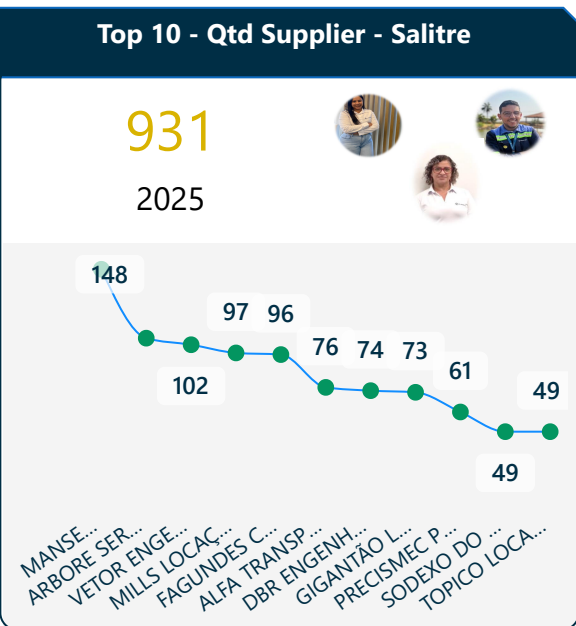 Top 10 - Qtd Supplier - Salitre
931
2025
148
102
97
96
76
74
73
61
49
49
MANSE...
ARBORE SER...
VETOR ENGE...
MILLS LOCAÇ...
FAGUNDES C...
ALFA TRANSP...
DBR ENGENH...
GIGANTÃO L...
PRECISMEC P...
SODEXO DO ...
TOPICO LOCA...